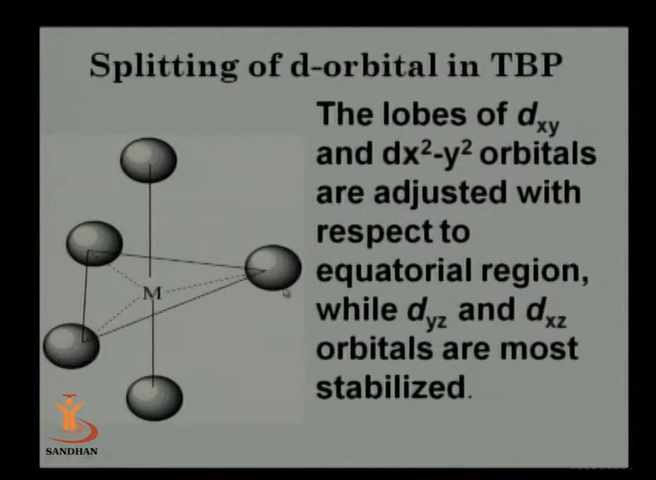 Splitting of d-orbital in TBP
The lobes of dxy
and dx²-y² orbitals
are adjusted with
respect to
equatorial region,
while dyz and dxz
orbitals are most
stabilized.
M
SANDHAN